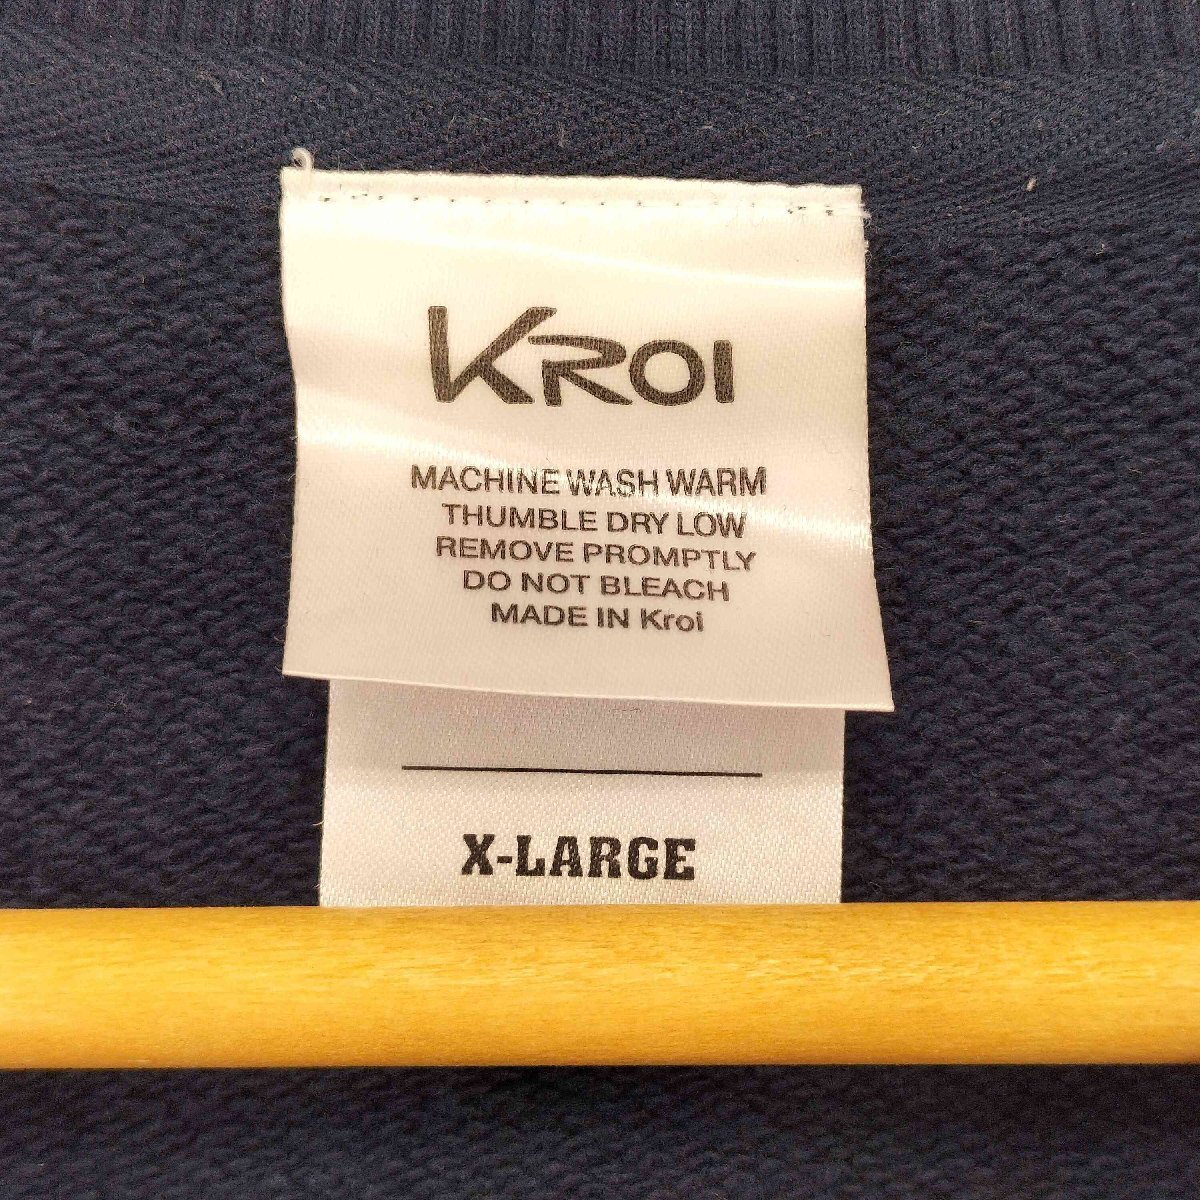 KROI
MACHINE WASH WARM
THUMBLE DRY LOW
REMOVE PROMPTLY
DO NOT BLEACH
MADE IN Kroi
X-LARGE